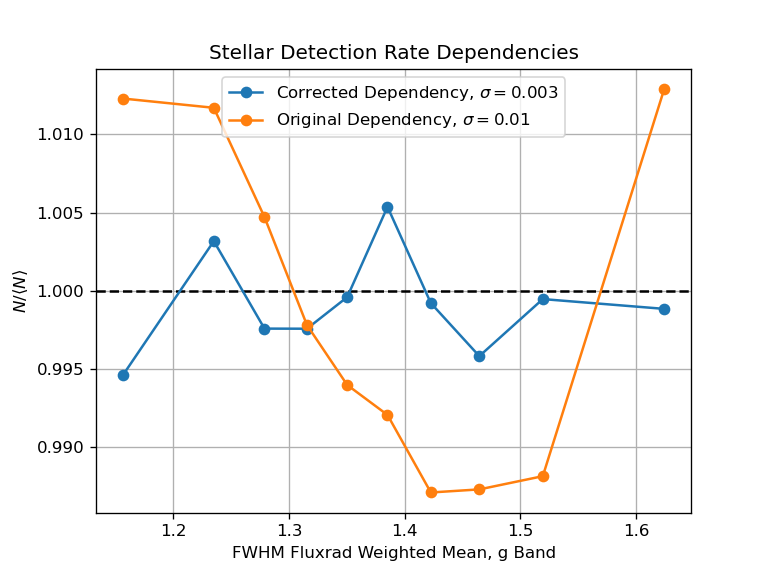 Stellar Detection Rate Dependencies
Corrected Dependency, σ = 0.003
Original Dependency, σ = 0.01
N/⟨N⟩
1.010
1.005
1.000
0.995
0.990
1.2 1.3 1.4 1.5 1.6
FWHM Fluxrad Weighted Mean, g Band